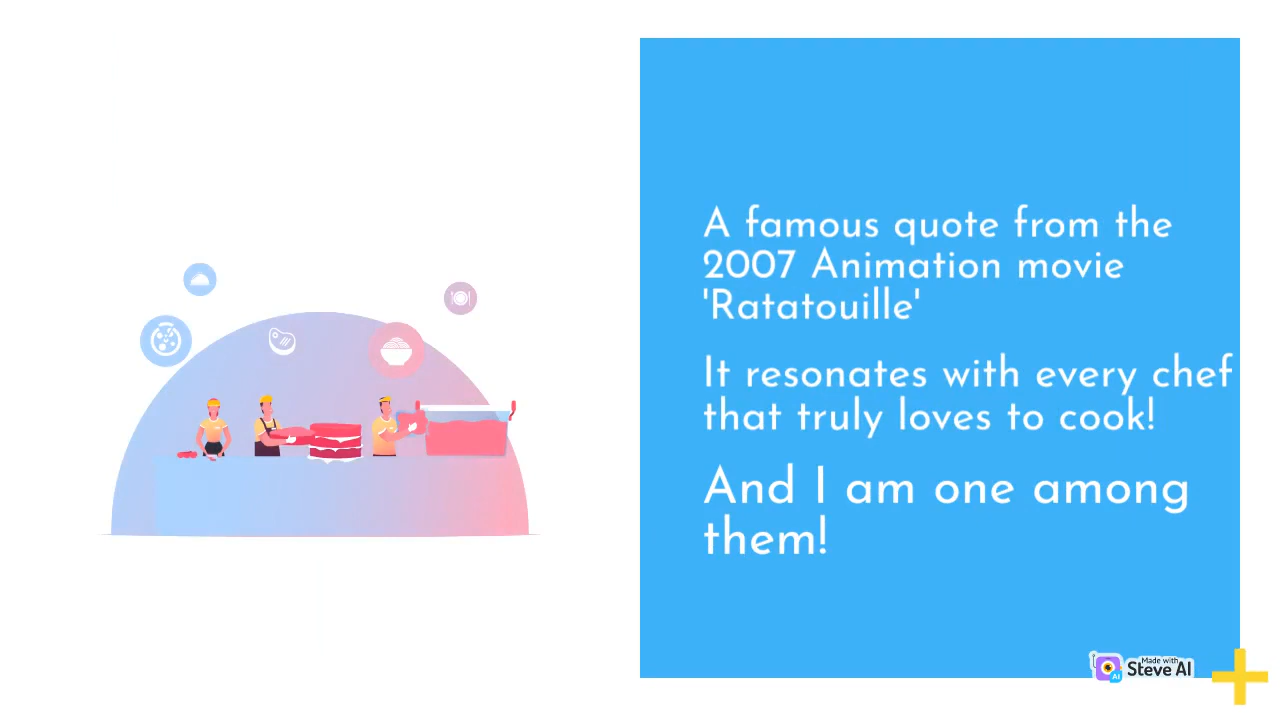 A famous quote from the
2007 Animation movie
'Ratatouille'
It resonates with every chef
that truly loves to cook!
And I am one among
them!
Made with
Steve AI
AI